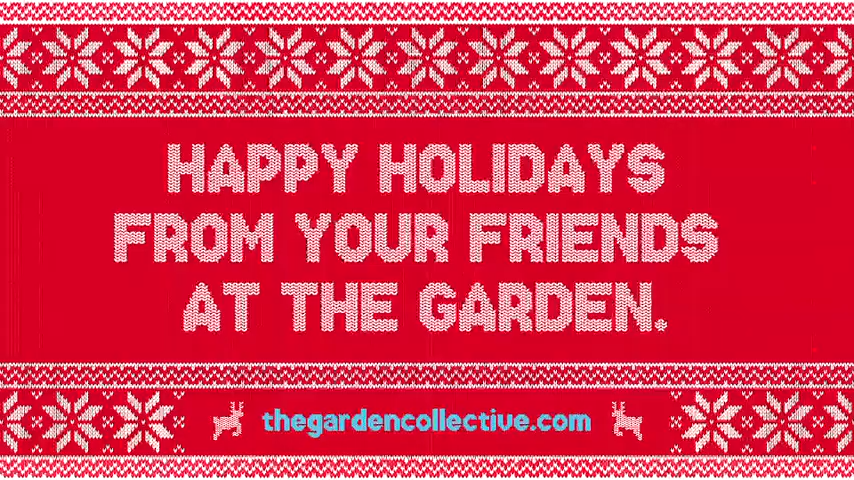 HAPPY HOLIDAYS
FROM YOUR FRIENDS
AT THE GARDEN.
thegardencollective.com